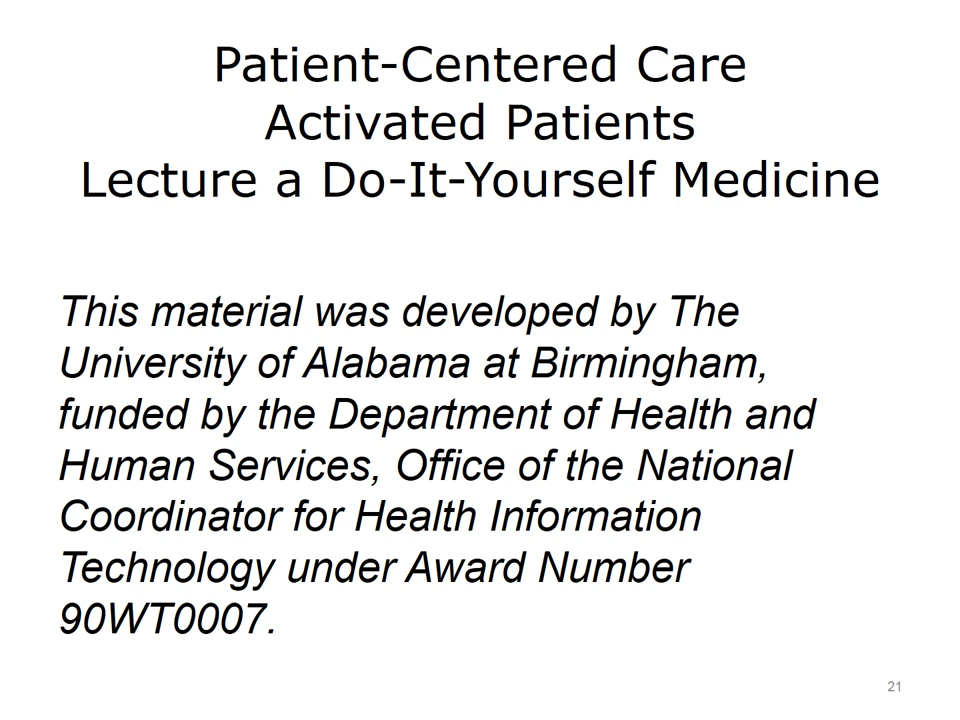 Patient-Centered Care
Activated Patients
Lecture a Do-It-Yourself Medicine
This material was developed by The
University of Alabama at Birmingham,
funded by the Department of Health and
Human Services, Office of the National
Coordinator for Health Information
Technology under Award Number
90WT0007.
21